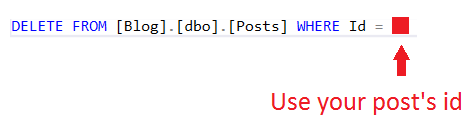 DELETE FROM [Blog].[dbo].[Posts] WHERE Id =
Use your post's id